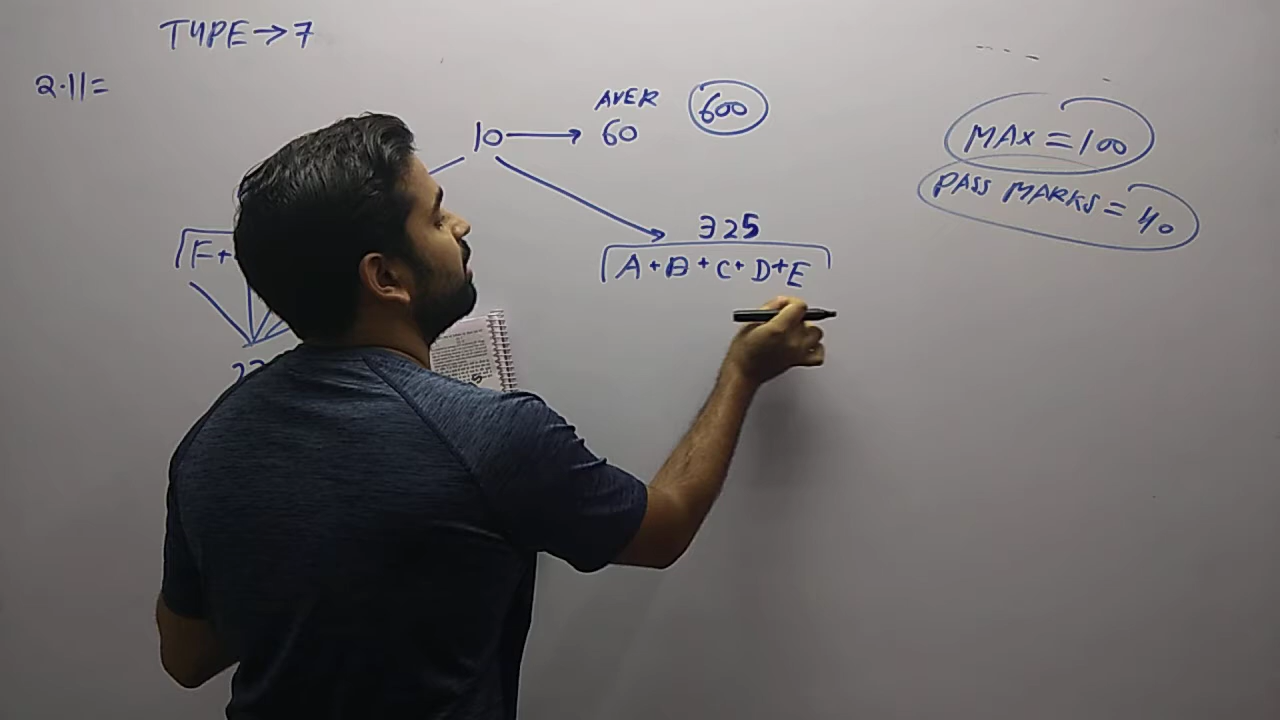 TYPE→7
2.11=
AVER
600
10→60
MAX=100
PASS MARKS=40
325
F+
A+B+C+D+E